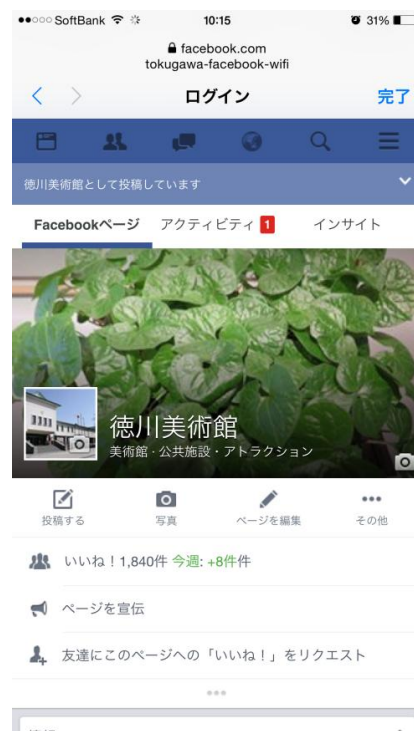 SoftBank 10:15 31%
facebook.com
tokugawa-facebook-wifi
ログイン 完了
徳川美術館として投稿しています
Facebookページ アクティビティ 1 インサイト
徳川美術館
美術館・公共施設・アトラクション
投稿する 写真 ページを編集 その他
いいね！1,840件 今週: +8件件
ページを宣伝
友達にこのページへの「いいね！」をリクエスト